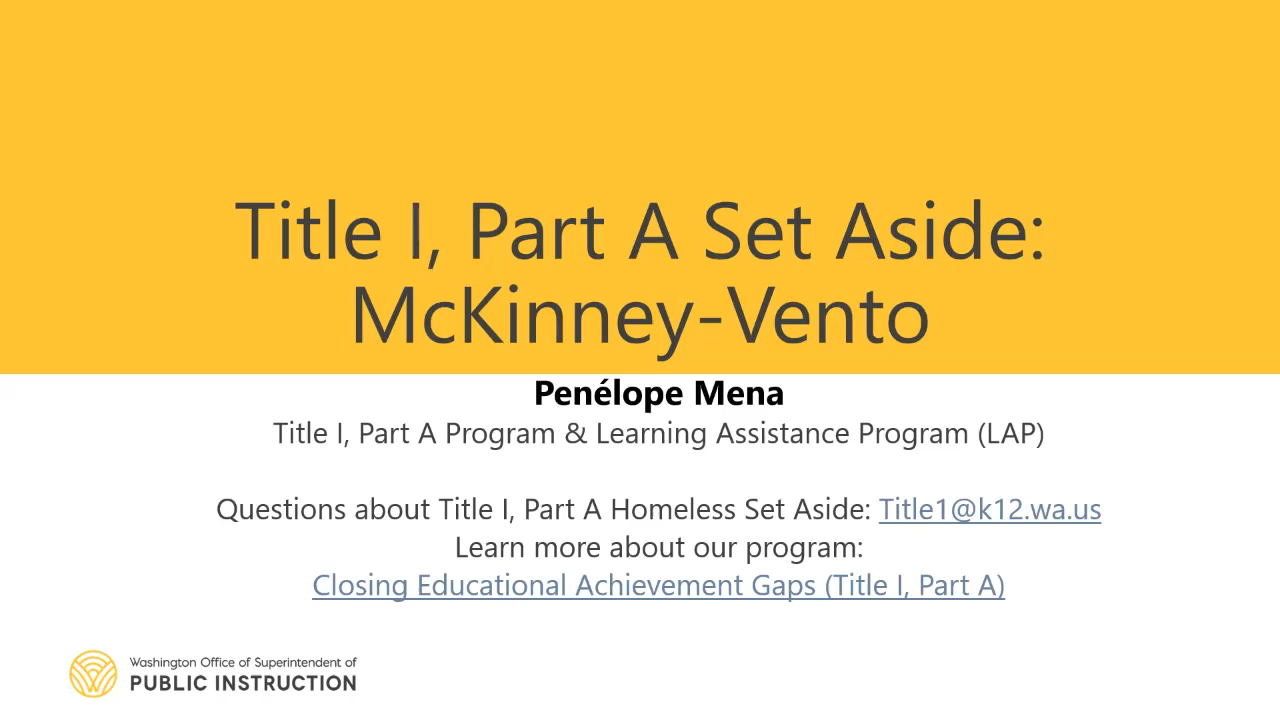 Title I, Part A Set Aside:
McKinney-Vento
Penélope Mena
Title I, Part A Program & Learning Assistance Program (LAP)
Questions about Title I, Part A Homeless Set Aside: Title1@k12.wa.us
Learn more about our program:
Closing Educational Achievement Gaps (Title I, Part A)
Washington Office of Superintendent of
PUBLIC INSTRUCTION